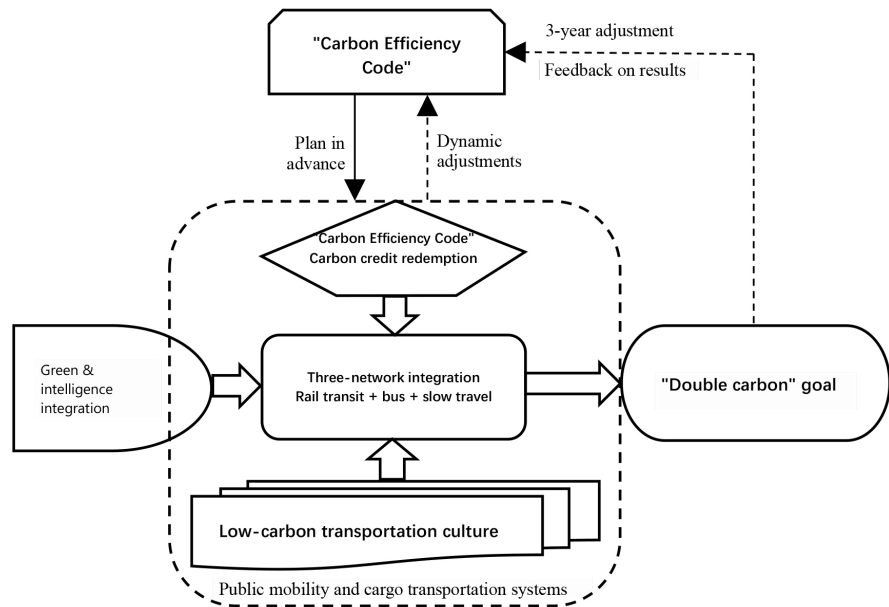 "Carbon Efficiency
Code"
3-year adjustment
Feedback on results
Plan in
advance
Dynamic
adjustments
"Carbon Efficiency Code"
Carbon credit redemption
Green &
intelligence
integration
Three-network integration
Rail transit + bus + slow travel
"Double carbon" goal
Low-carbon transportation culture
Public mobility and cargo transportation systems